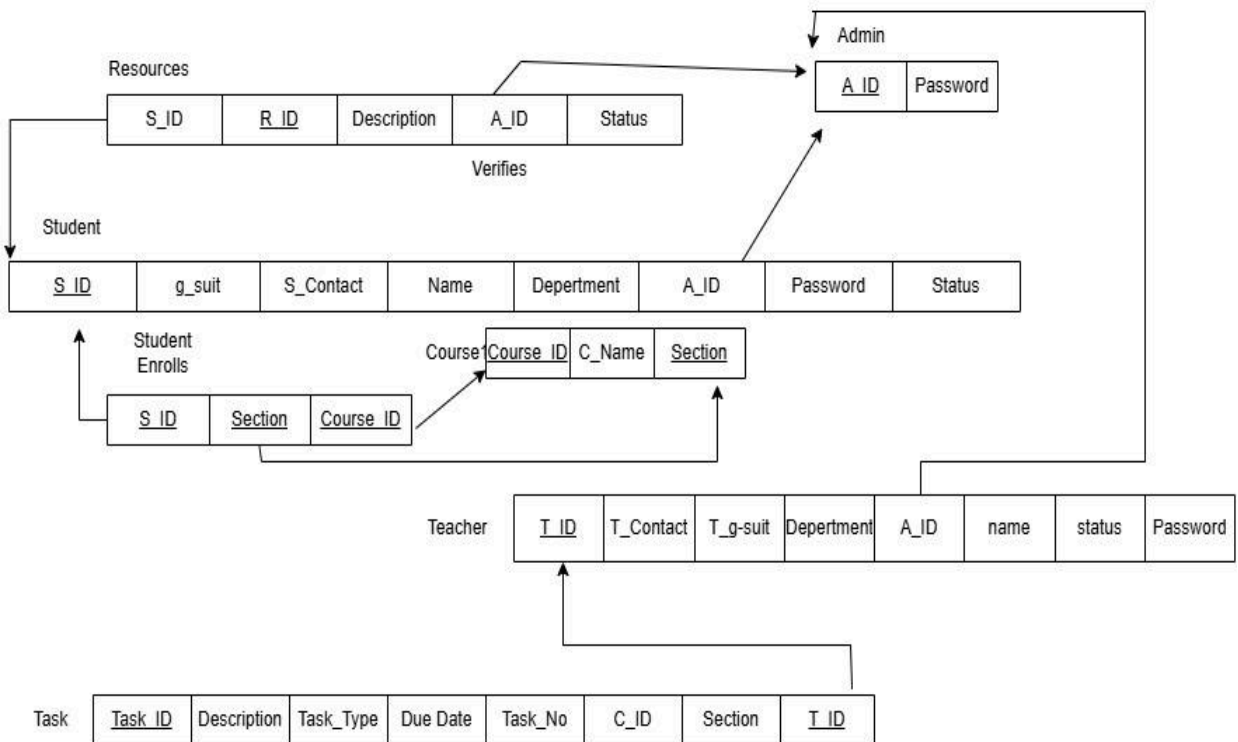 Admin
A_ID Password
Resources
S_ID R_ID Description A_ID Status
Verifies
Student
S_ID g_suit S_Contact Name Depertment A_ID Password Status
Student
Enrolls
Course1 Course_ID C_Name Section
S_ID Section Course_ID
Teacher T_ID T_Contact T_g-suit Depertment A_ID name status Password
Task Task_ID Description Task_Type Due Date Task_No C_ID Section T_ID